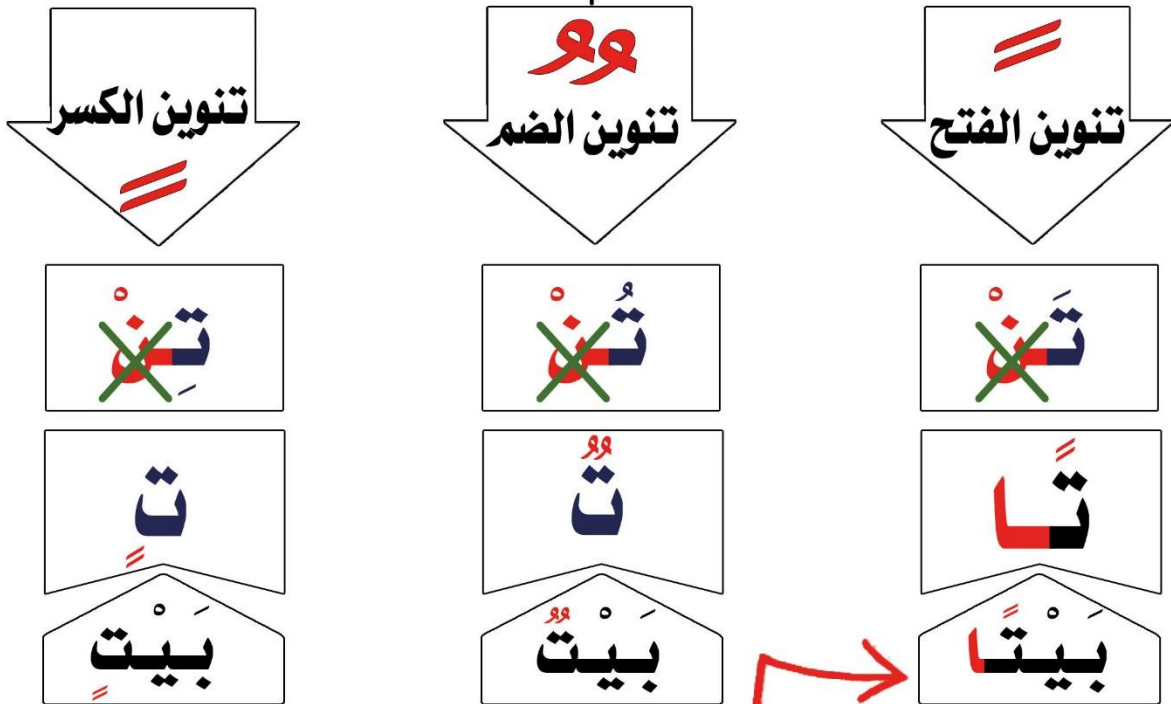 تنوين الفتح تنوين الضم تنوين الكسر
تَنْ تُنْ تِنْ
تًا تٌ تٍ
بَيْتًا بَيْتٌ بَيْتٍ